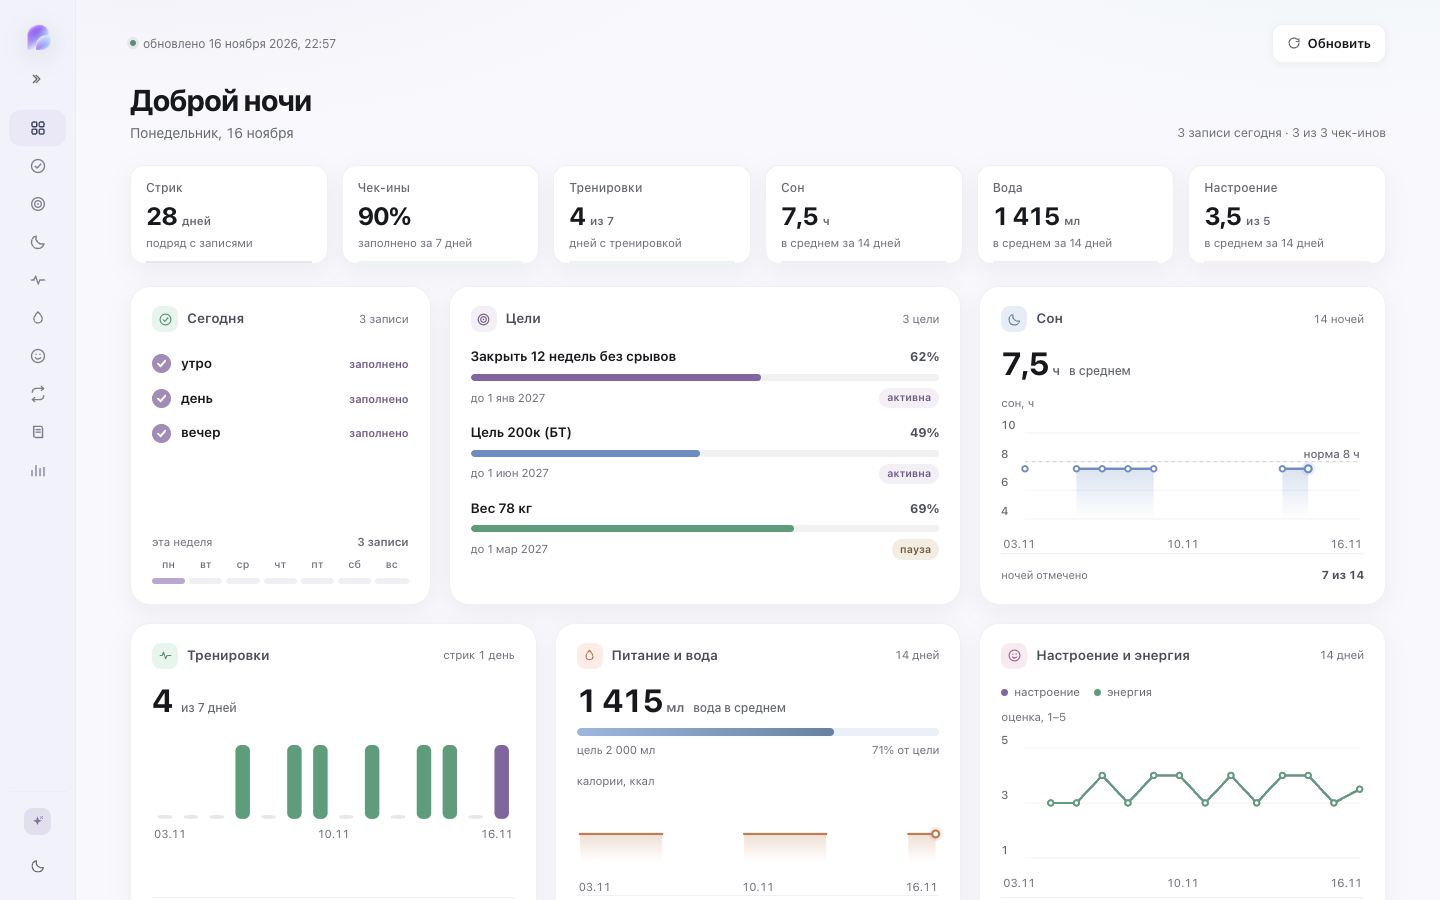 обновлено 16 ноября 2026, 22:57
Обновить
Доброй ночи
Понедельник, 16 ноября
3 записи сегодня · 3 из 3 чек-инов
Стрик
28 дней
подряд с записями
Чек-ины
90%
заполнено за 7 дней
Тренировки
4 из 7
дней с тренировкой
Сон
7,5 ч
в среднем за 14 дней
Вода
1 415 мл
в среднем за 14 дней
Настроение
3,5 из 5
в среднем за 14 дней
Сегодня
3 записи
утро
заполнено
день
заполнено
вечер
заполнено
эта неделя
3 записи
пн вт ср чт пт сб вс
Цели
3 цели
Закрыть 12 недель без срывов
62%
до 1 янв 2027
активна
Цель 200к (БТ)
49%
до 1 июн 2027
активна
Вес 78 кг
69%
до 1 мар 2027
пауза
Сон
14 ночей
7,5 ч в среднем
сон, ч
10
8
норма 8 ч
6
4
03.11 10.11 16.11
ночей отмечено
7 из 14
Тренировки
стрик 1 день
4 из 7 дней
03.11 10.11 16.11
Питание и вода
14 дней
1 415 мл вода в среднем
цель 2 000 мл
71% от цели
калории, ккал
03.11 10.11 16.11
Настроение и энергия
14 дней
настроение энергия
оценка, 1–5
5
3
1
03.11 10.11 16.11